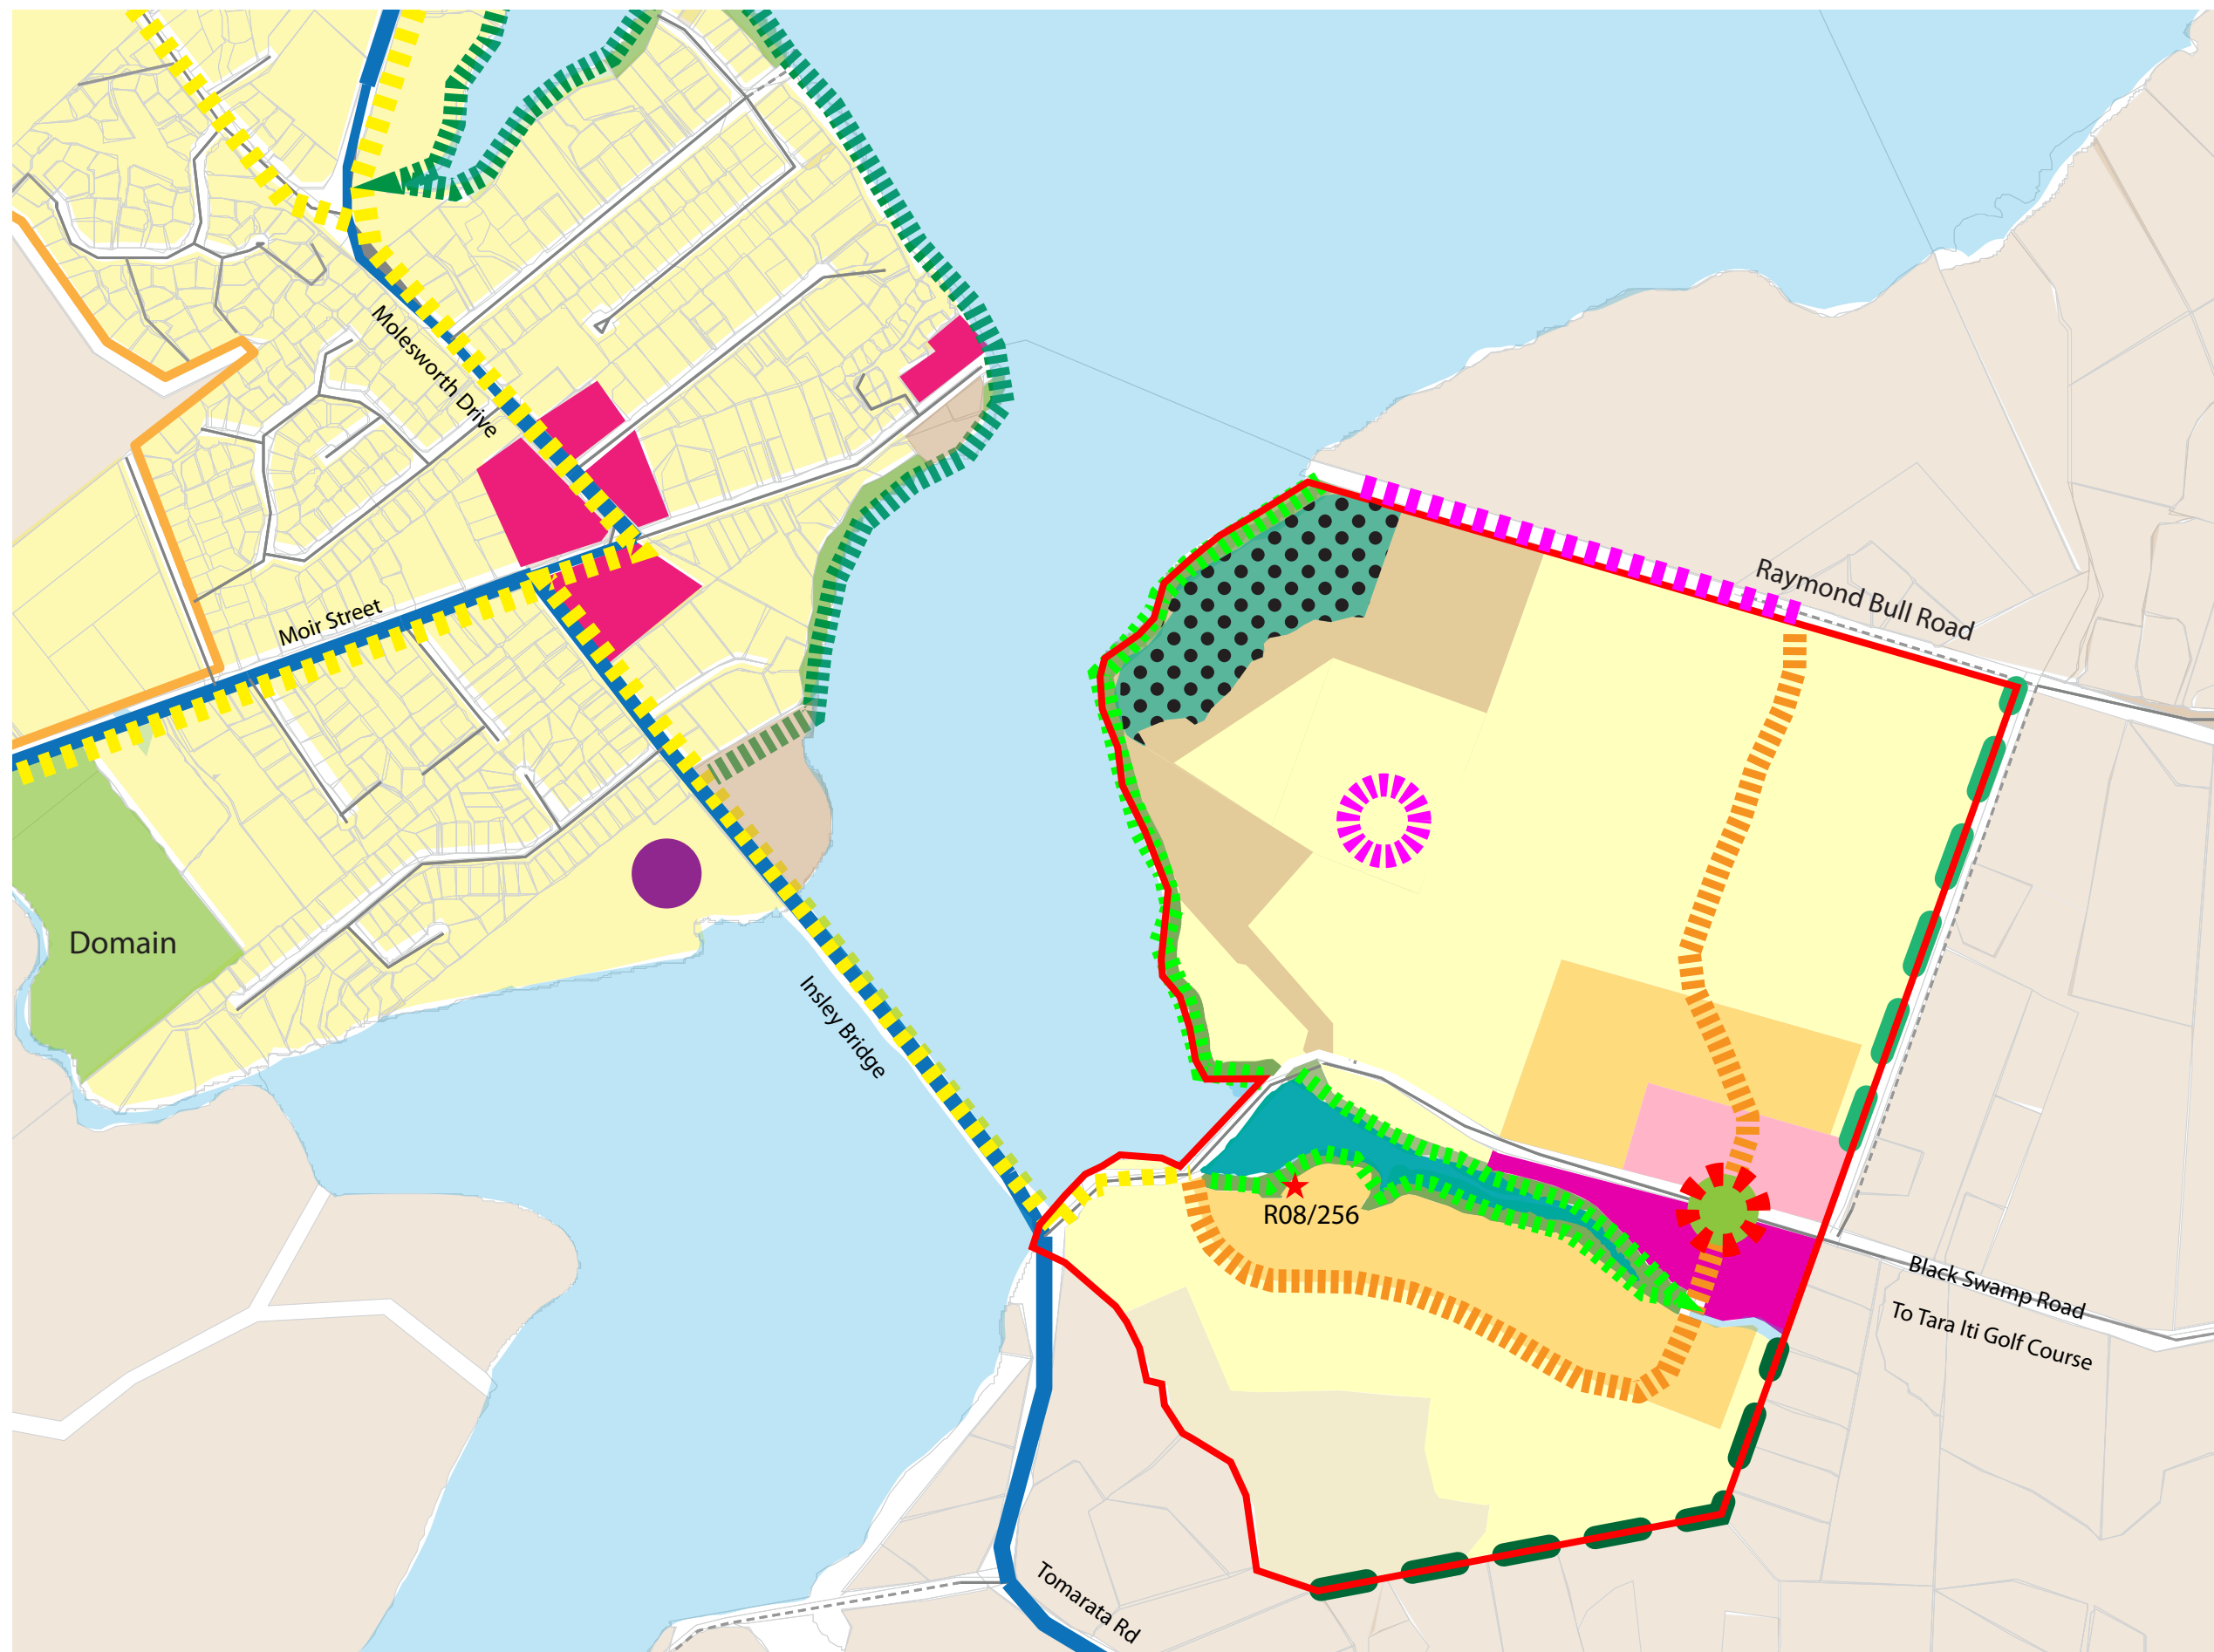 Molesworth Drive
Raymond Bull Road
Moir Street
Domain
Insley Bridge
R08/256
Black Swamp Road
To Tara Iti Golf Course
Tomarata Rd